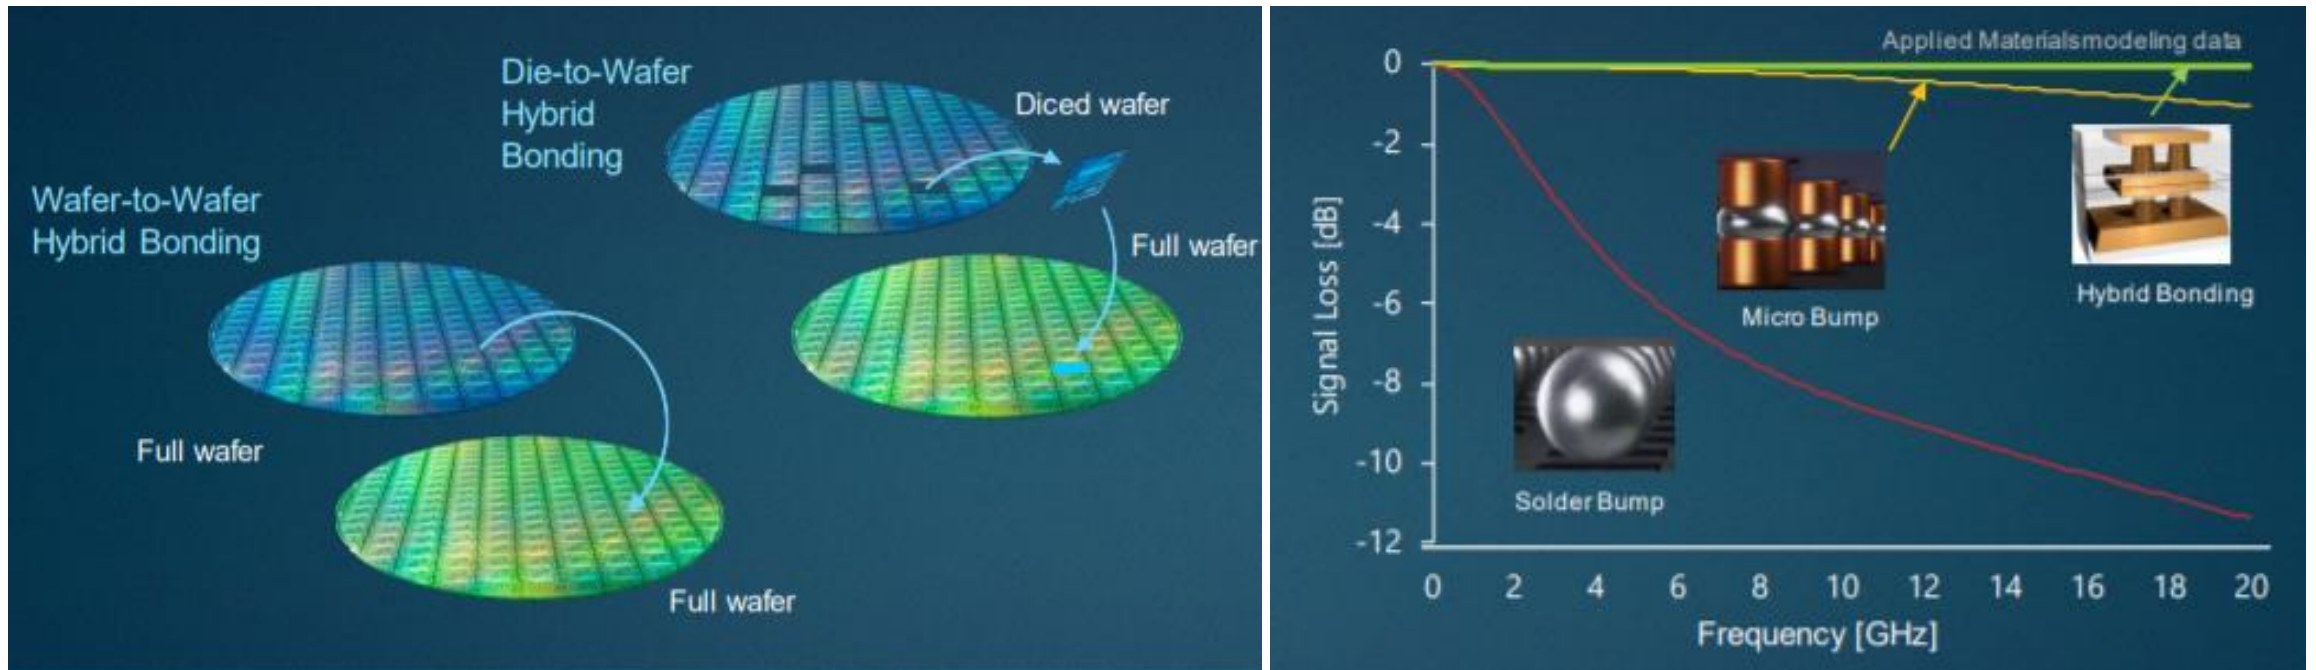 Die-to-Wafer
Hybrid
Bonding
Diced wafer
Wafer-to-Wafer
Hybrid Bonding
Full wafer
Full wafer
Full wafer
Applied Materialsmodeling data
0
-2
-4
-6
-8
-10
-12
Signal Loss [dB]
Micro Bump
Hybrid Bonding
Solder Bump
0 2 4 6 8 10 12 14 16 18 20
Frequency [GHz]